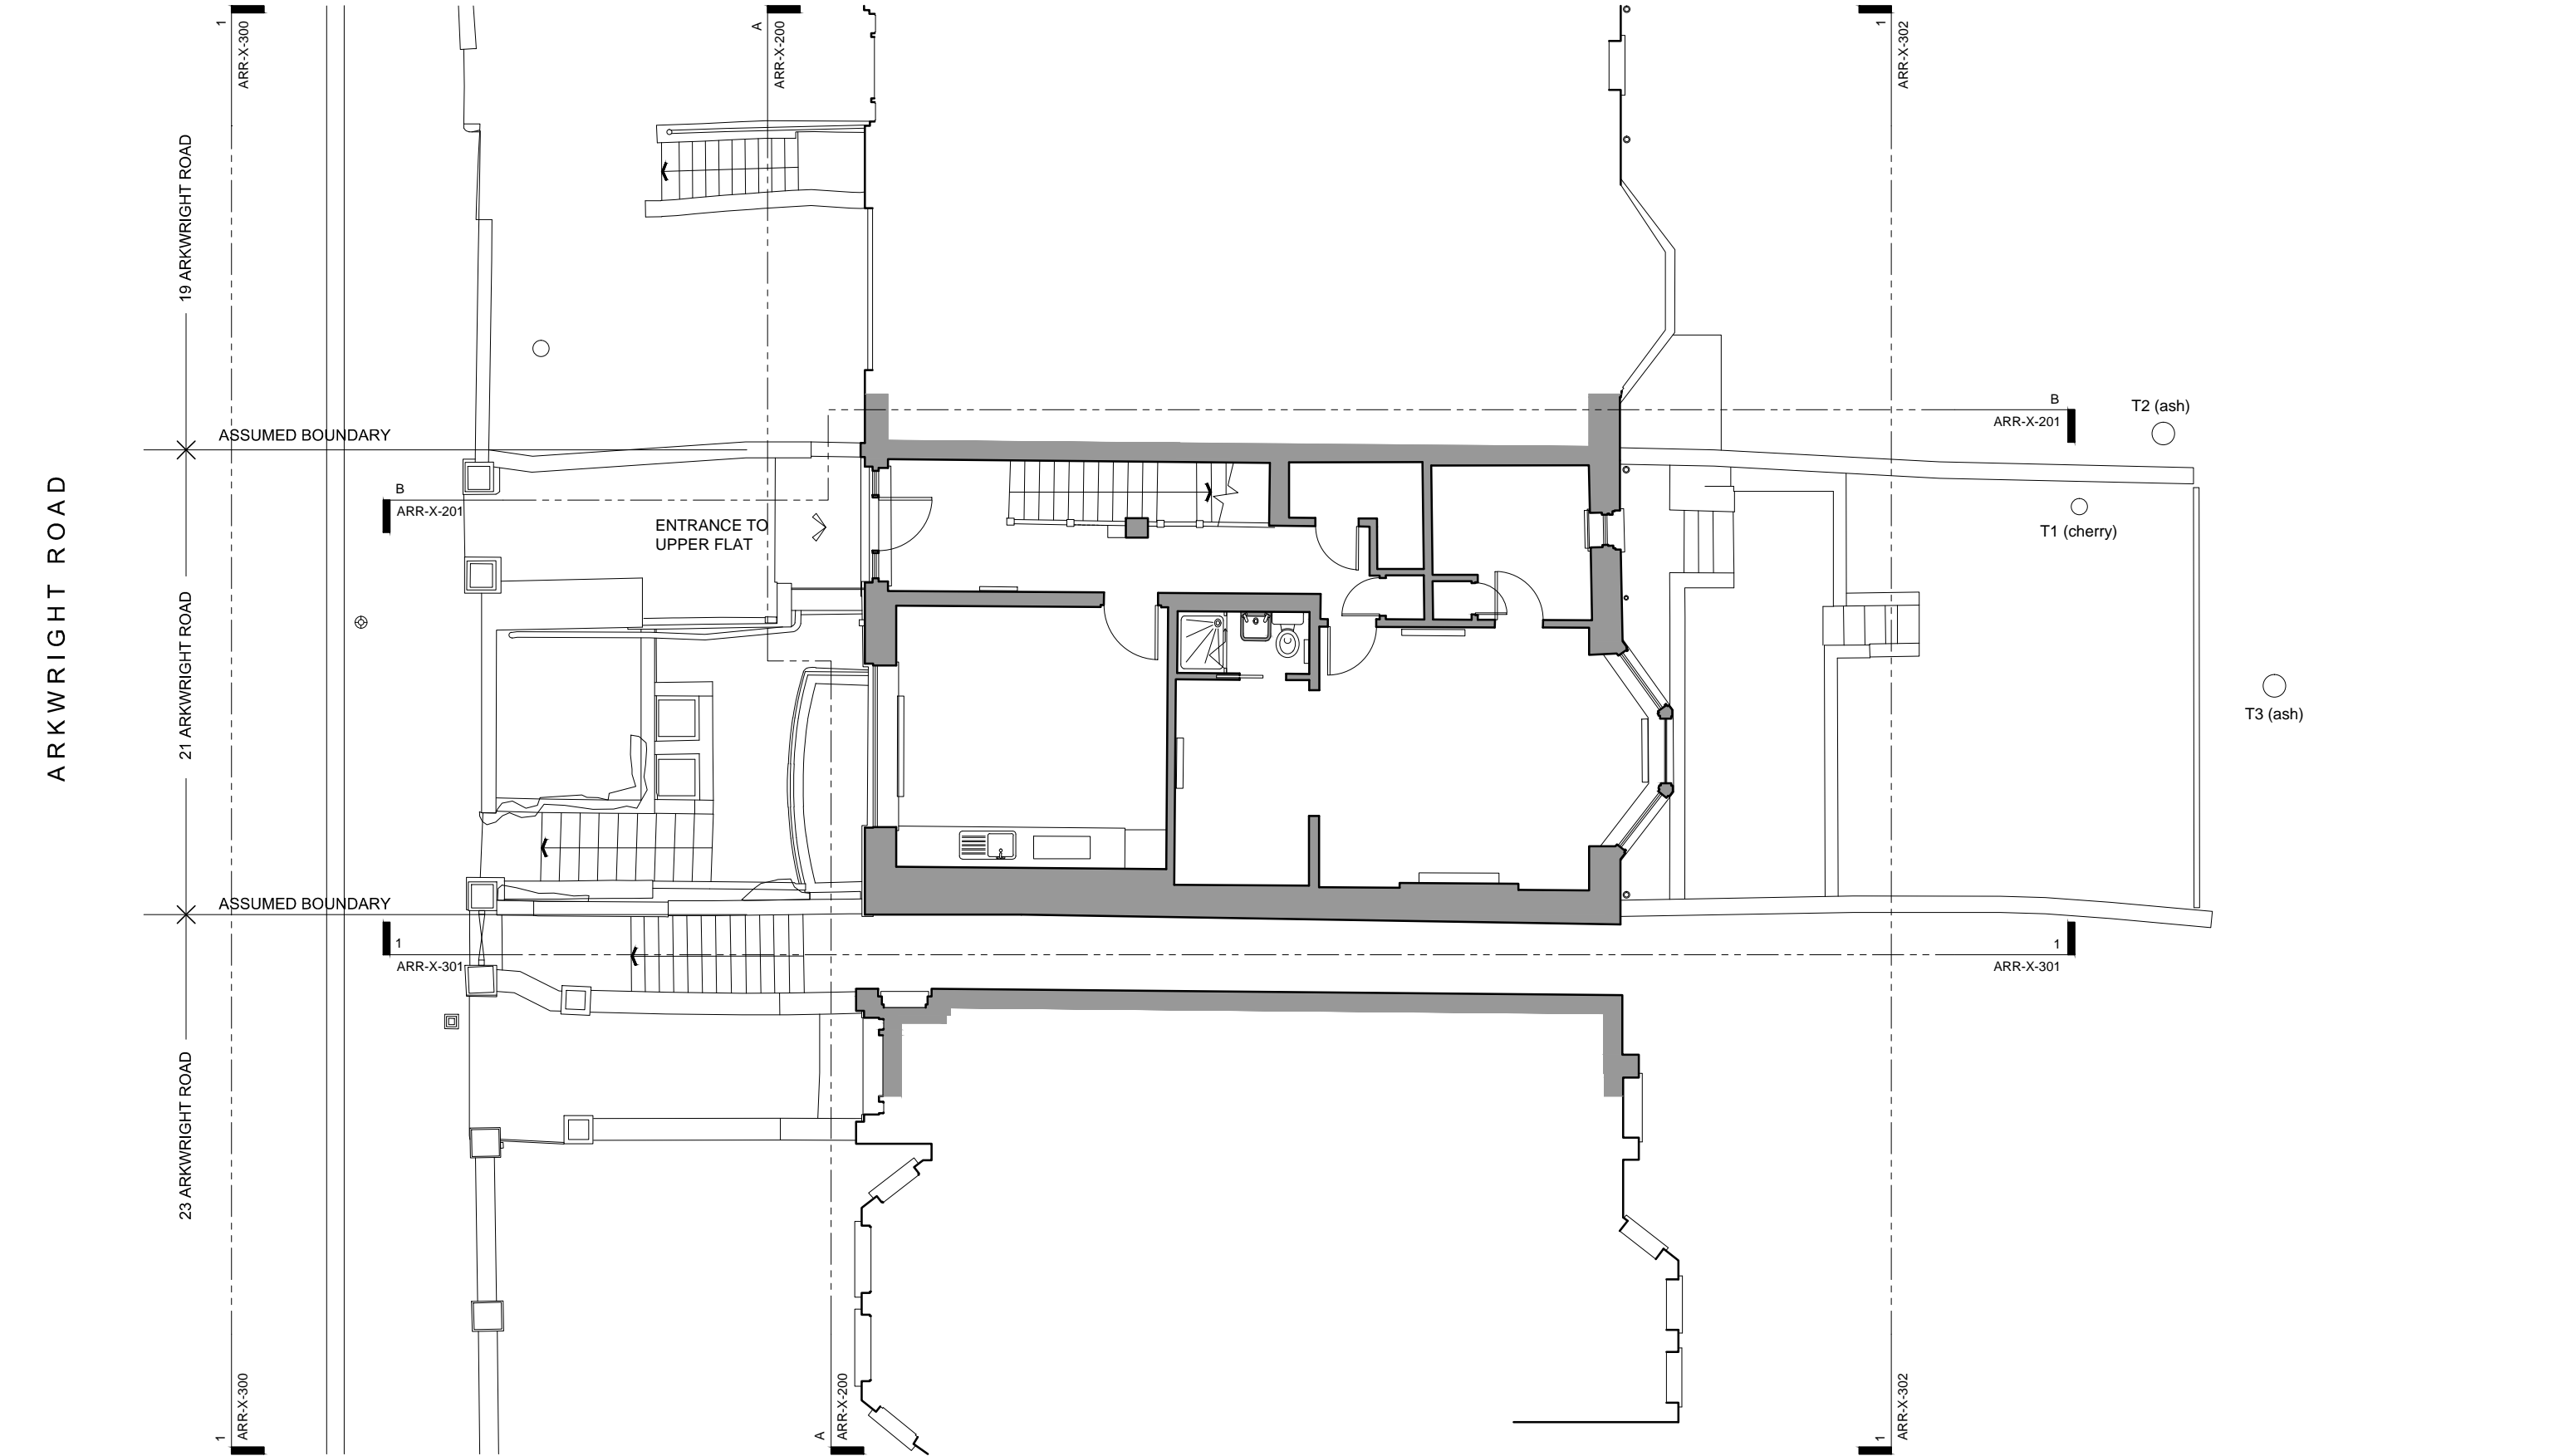 1
ARR-X-300
A
ARR-X-200
1
ARR-X-302
19 ARKWRIGHT ROAD
ASSUMED BOUNDARY
B
ARR-X-201
T2 (ash)
ARKWRIGHT ROAD
B
ARR-X-201
ENTRANCE TO
UPPER FLAT
T1 (cherry)
21 ARKWRIGHT ROAD
T3 (ash)
ASSUMED BOUNDARY
1
ARR-X-301
1
ARR-X-301
23 ARKWRIGHT ROAD
1
ARR-X-300
A
ARR-X-200
1
ARR-X-302